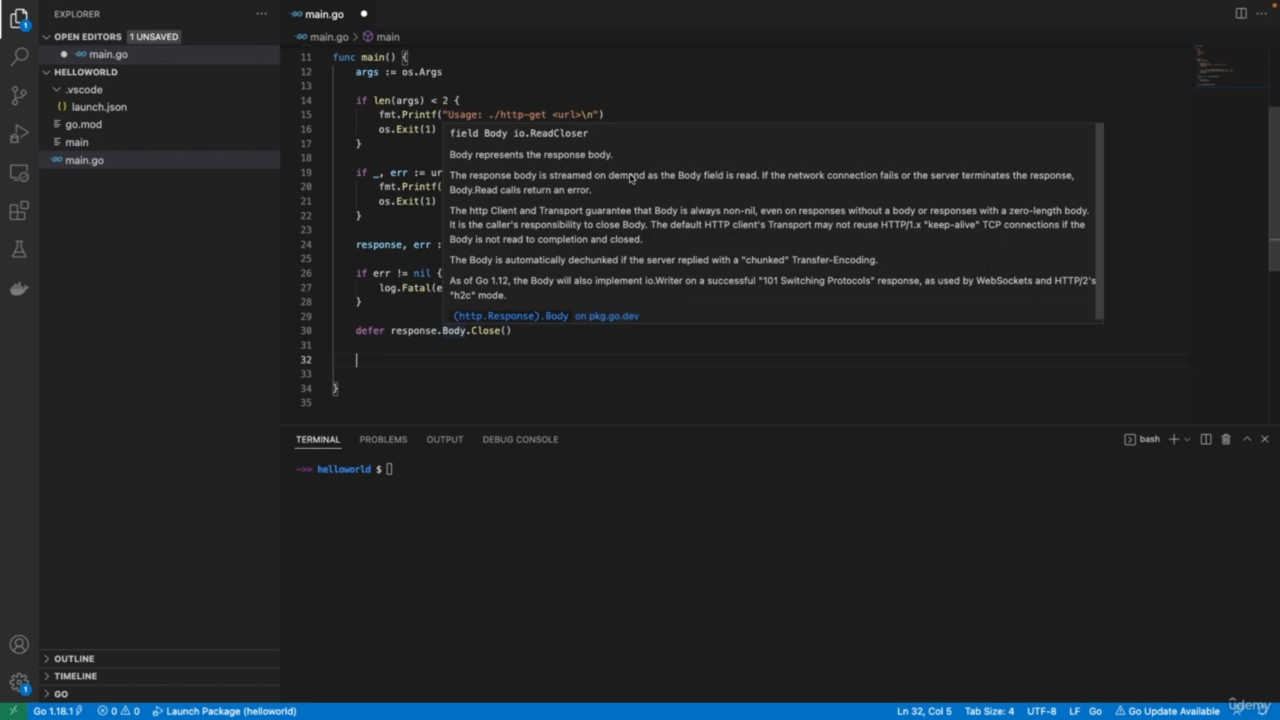 EXPLORER
OPEN EDITORS 1 UNSAVED
main.go
HELLOWORLD
.vscode
launch.json
go.mod
main
main.go
main.go
main.go > main
11 func main() {
12 args := os.Args
13
14 if len(args) < 2 {
15 fmt.Printf("Usage: ./http-get <url>\n")
16 os.Exit(1)
17 }
18
19 if _, err := ur
20 fmt.Printf(
21 os.Exit(1)
22 }
23
24 response, err :
25
26 if err != nil {
27 log.Fatal(e
28 }
29
30 defer response.Body.Close()
31
32
33
34 }
35
field Body io.ReadCloser
Body represents the response body.
The response body is streamed on demand as the Body field is read. If the network connection fails or the server terminates the response,
Body.Read calls return an error.
The http Client and Transport guarantee that Body is always non-nil, even on responses without a body or responses with a zero-length body.
It is the caller's responsibility to close Body. The default HTTP client's Transport may not reuse HTTP/1.x "keep-alive" TCP connections if the
Body is not read to completion and closed.
The Body is automatically dechunked if the server replied with a "chunked" Transfer-Encoding.
As of Go 1.12, the Body will also implement io.Writer on a successful "101 Switching Protocols" response, as used by WebSockets and HTTP/2's
"h2c" mode.
(http.Response).Body on pkg.go.dev
TERMINAL PROBLEMS OUTPUT DEBUG CONSOLE
bash
helloworld $
OUTLINE
TIMELINE
GO
1
1
Go 1.18.1 0 0 Launch Package (helloworld)
Ln 32, Col 5 Tab Size: 4 UTF-8 LF Go Go Update Available
udemy